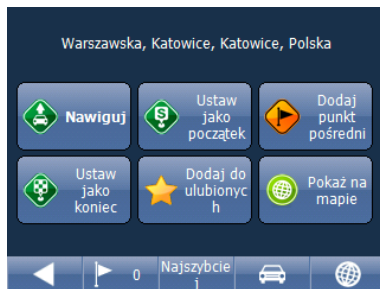 Warszawska, Katowice, Katowice, Polska
Nawiguj
Ustaw
jako
początek
Dodaj
punkt
pośredni
Ustaw
jako
koniec
Dodaj do
ulubionyc
h
Pokaż na
mapie
0
Najszybcie
j